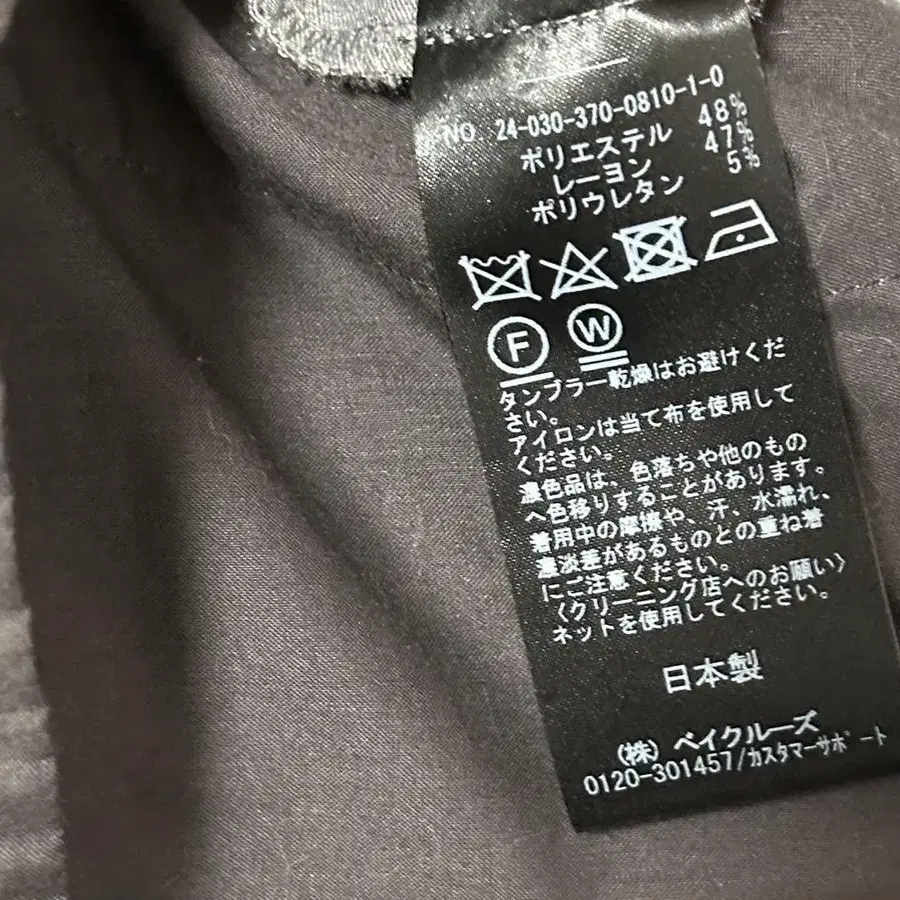 NO. 24-030-370-0810-1-0
ポリエステル 48%
レーヨン 47%
ポリウレタン 5%
F W
タンブラー乾燥はお避けくだ
さい。
アイロンは当て布を使用して
ください。
濃色品は、色落ちや他のもの
へ色移りすることがあります。
着用中の摩擦や、汗、水濡れ、
濃淡差があるものとの重ね着
にご注意ください。
〈クリーニング店へのお願い〉
ネットを使用してください。
日本製
(株) ベイクルーズ
0120-301457/カスタマーサポート